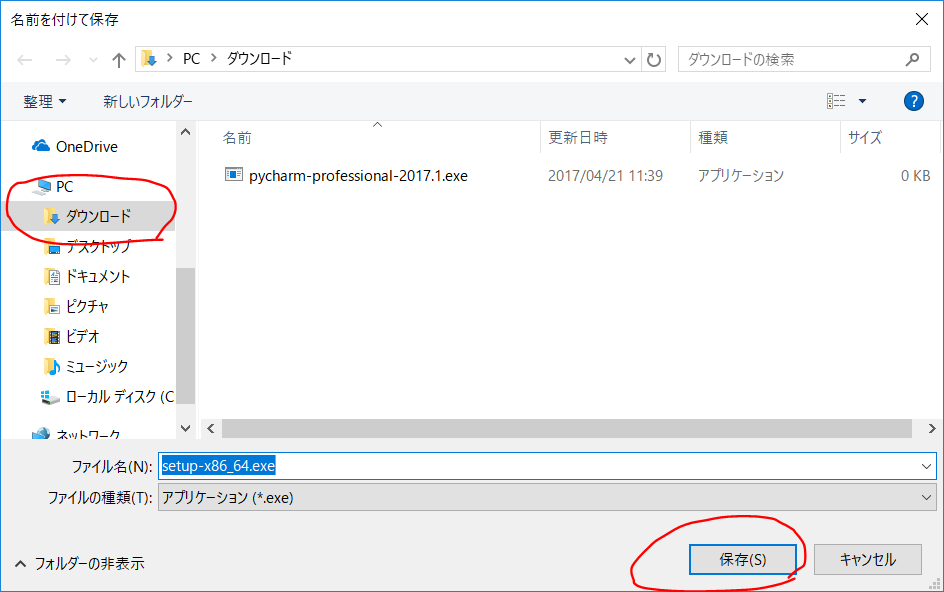 名前を付けて保存
PC ダウンロード ダウンロードの検索
整理 新しいフォルダー ?
OneDrive
PC
ダウンロード
デスクトップ
ドキュメント
ピクチャ
ビデオ
ミュージック
ローカル ディスク (C
ネットワーク
名前 更新日時 種類 サイズ
pycharm-professional-2017.1.exe 2017/04/21 11:39 アプリケーション 0 KB
ファイル名(N): setup-x86_64.exe
ファイルの種類(T): アプリケーション (*.exe)
フォルダーの非表示 保存(S) キャンセル